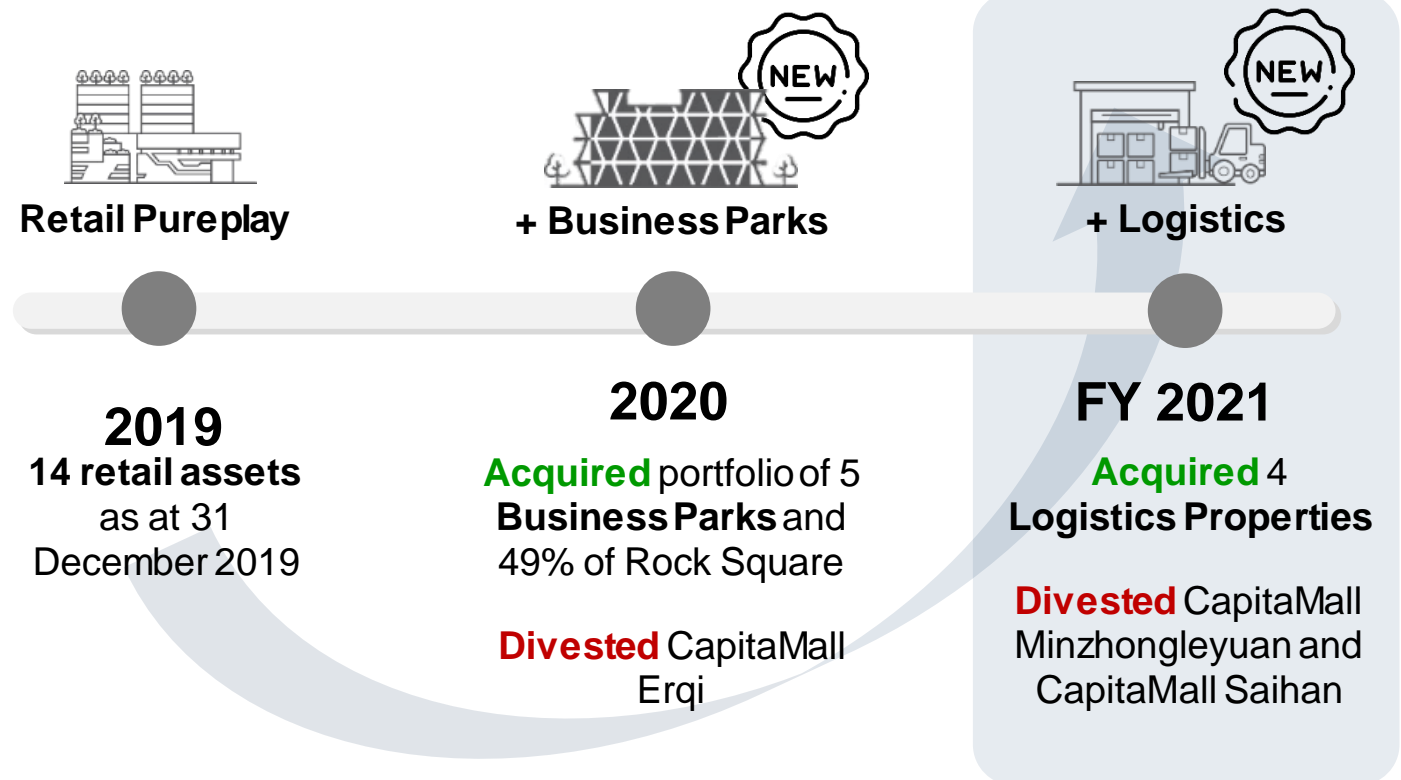 NEW
NEW
Retail Pureplay
+ Business Parks
+ Logistics
2019
14 retail assets
as at 31
December 2019
2020
Acquired portfolio of 5
Business Parks and
49% of Rock Square
Divested CapitaMall
Erqi
FY 2021
Acquired 4
Logistics Properties
Divested CapitaMall
Minzhongleyuan and
CapitaMall Saihan